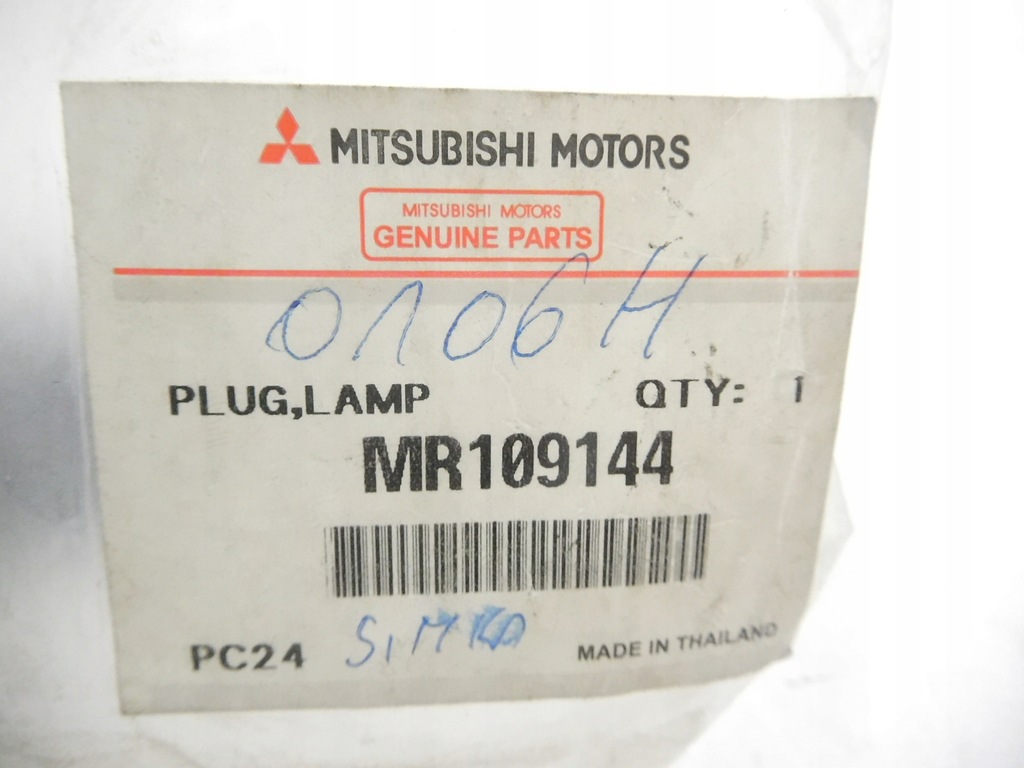 MITSUBISHI MOTORS
MITSUBISHI MOTORS
GENUINE PARTS
0106H
PLUG,LAMP QTY: 1
MR109144
PC24 MADE IN THAILAND